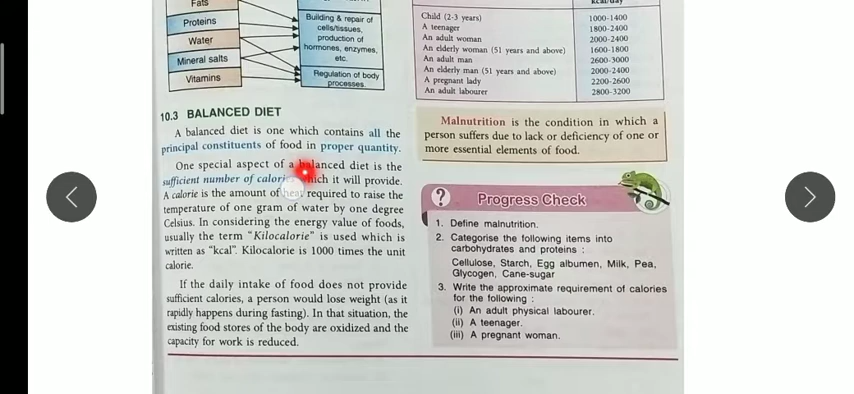 Fats
Proteins
Water
Mineral salts
Vitamins
Building & repair of
cells/tissues,
production of
hormones, enzymes,
etc.
Regulation of body
processes.
kcal/day
Child (2-3 years) 1000-1400
A teenager 1800-2400
An adult woman 2000-2400
An elderly woman (51 years and above) 1600-1800
An adult man 2600-3000
An elderly man (51 years and above) 2000-2400
A pregnant lady 2200-2600
An adult labourer 2800-3200
10.3 BALANCED DIET
A balanced diet is one which contains all the
principal constituents of food in proper quantity.
One special aspect of a balanced diet is the
sufficient number of calori which it will provide.
A calorie is the amount of heat required to raise the
temperature of one gram of water by one degree
Celsius. In considering the energy value of foods,
usually the term "Kilocalorie" is used which is
written as "kcal". Kilocalorie is 1000 times the unit
calorie.
If the daily intake of food does not provide
sufficient calories, a person would lose weight (as it
rapidly happens during fasting). In that situation, the
existing food stores of the body are oxidized and the
capacity for work is reduced.
Malnutrition is the condition in which a
person suffers due to lack or deficiency of one or
more essential elements of food.
? Progress Check
1. Define malnutrition.
2. Categorise the following items into
carbohydrates and proteins :
Cellulose, Starch, Egg albumen, Milk, Pea,
Glycogen, Cane-sugar
3. Write the approximate requirement of calories
for the following :
(i) An adult physical labourer.
(ii) A teenager.
(iii) A pregnant woman.